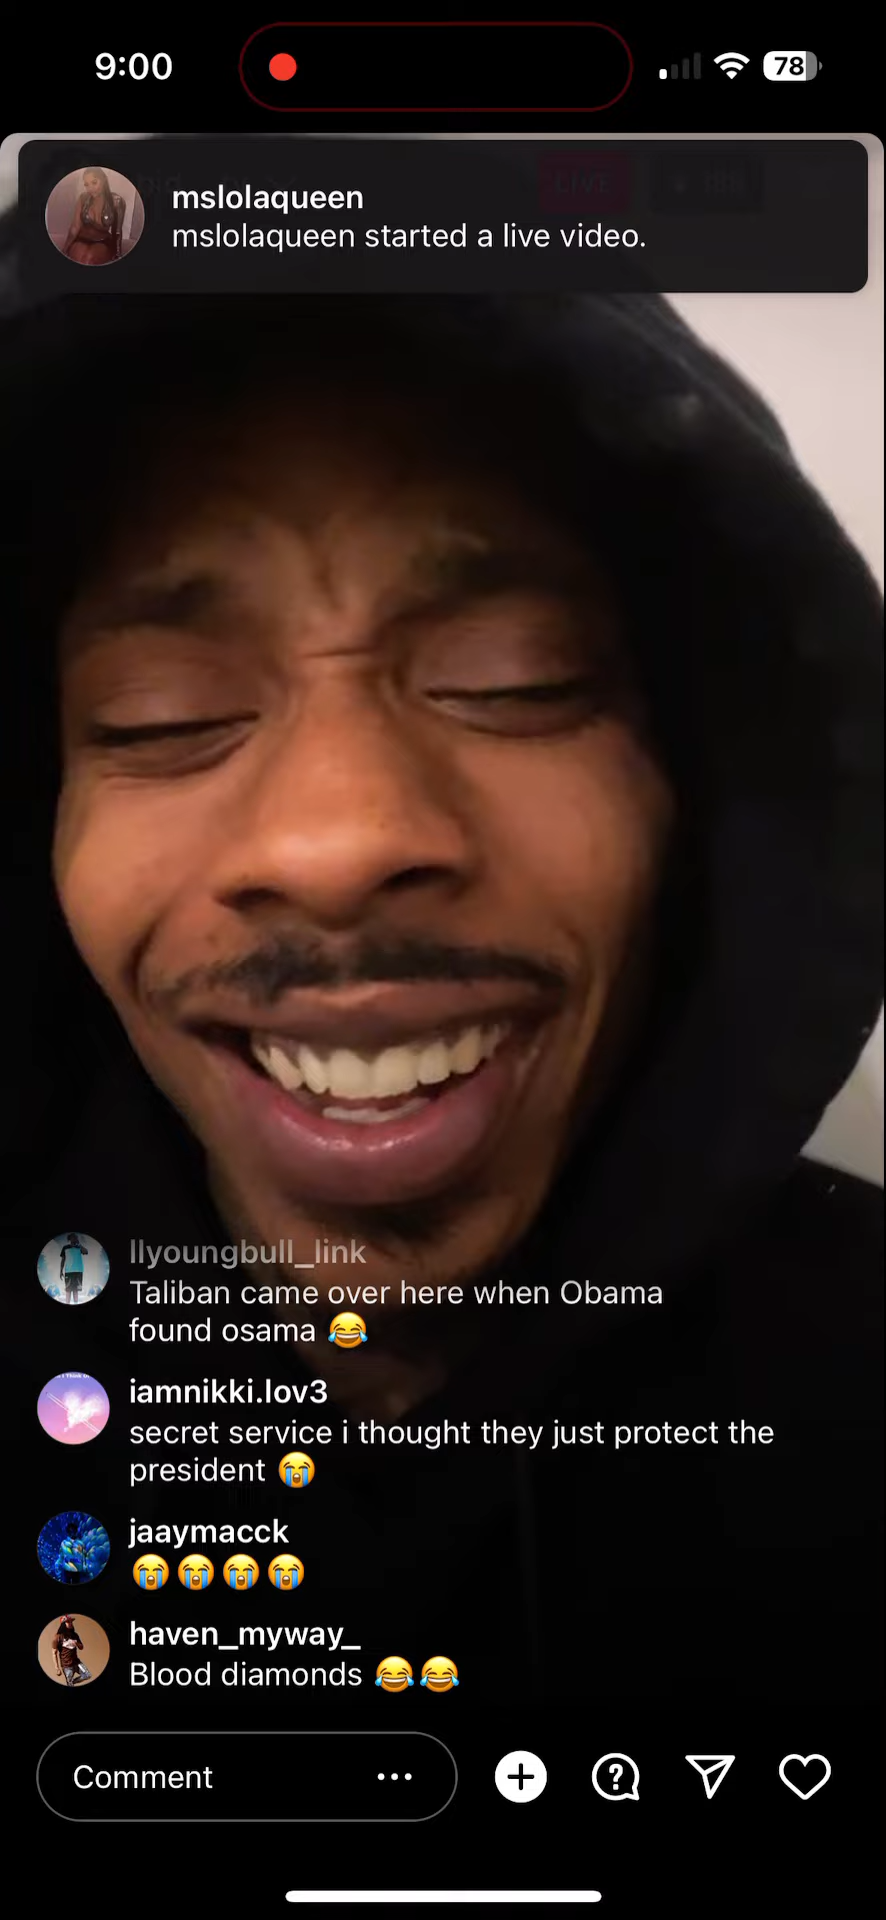 9:00
78
mslolaqueen
mslolaqueen started a live video.
LIVE
llyoungbull_link
Taliban came over here when Obama
found osama 😂
iamnikki.lov3
secret service i thought they just protect the
president 😭
jaaymacck
😭😭😭😭
haven_myway_
Blood diamonds 😂😂
Comment